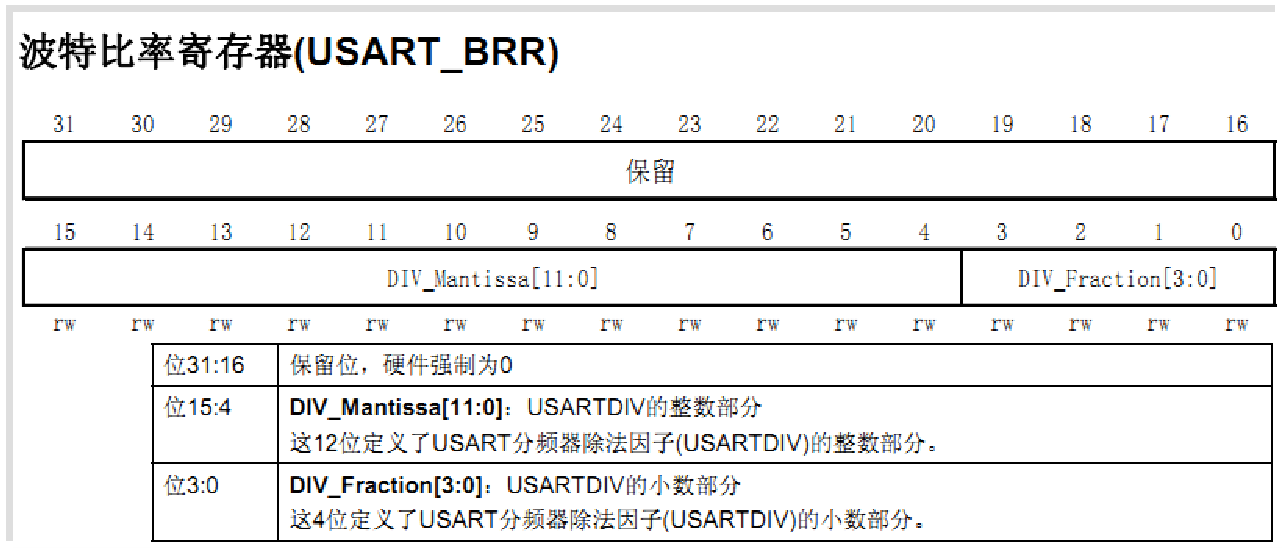 波特比率寄存器(USART_BRR)
31 30 29 28 27 26 25 24 23 22 21 20 19 18 17 16
保留
15 14 13 12 11 10 9 8 7 6 5 4 3 2 1 0
DIV_Mantissa[11:0] DIV_Fraction[3:0]
rw rw rw rw rw rw rw rw rw rw rw rw rw rw rw rw
位31:16 保留位，硬件强制为0
位15:4 DIV_Mantissa[11:0]：USARTDIV的整数部分
这12位定义了USART分频器除法因子(USARTDIV)的整数部分。
位3:0 DIV_Fraction[3:0]：USARTDIV的小数部分
这4位定义了USART分频器除法因子(USARTDIV)的小数部分。